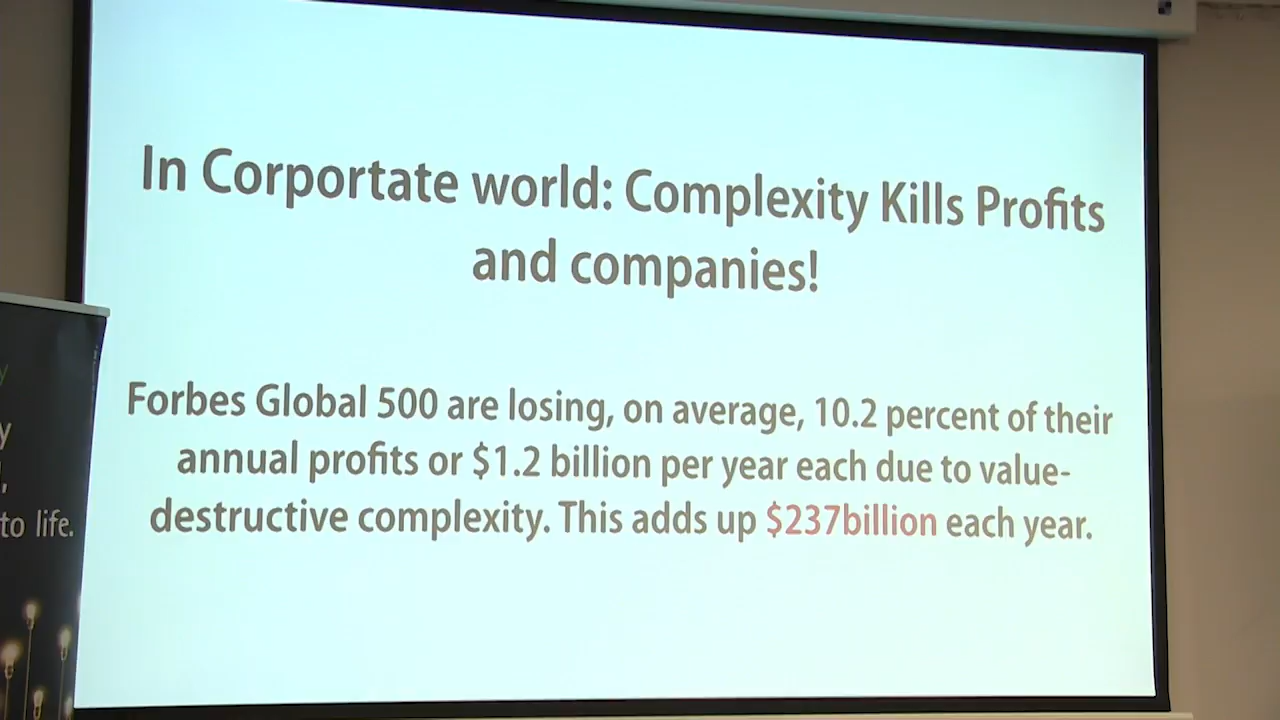 In Corportate world: Complexity Kills Profits
and companies!
Forbes Global 500 are losing, on average, 10.2 percent of their
annual profits or $1.2 billion per year each due to value-
destructive complexity. This adds up $237billion each year.
to life.